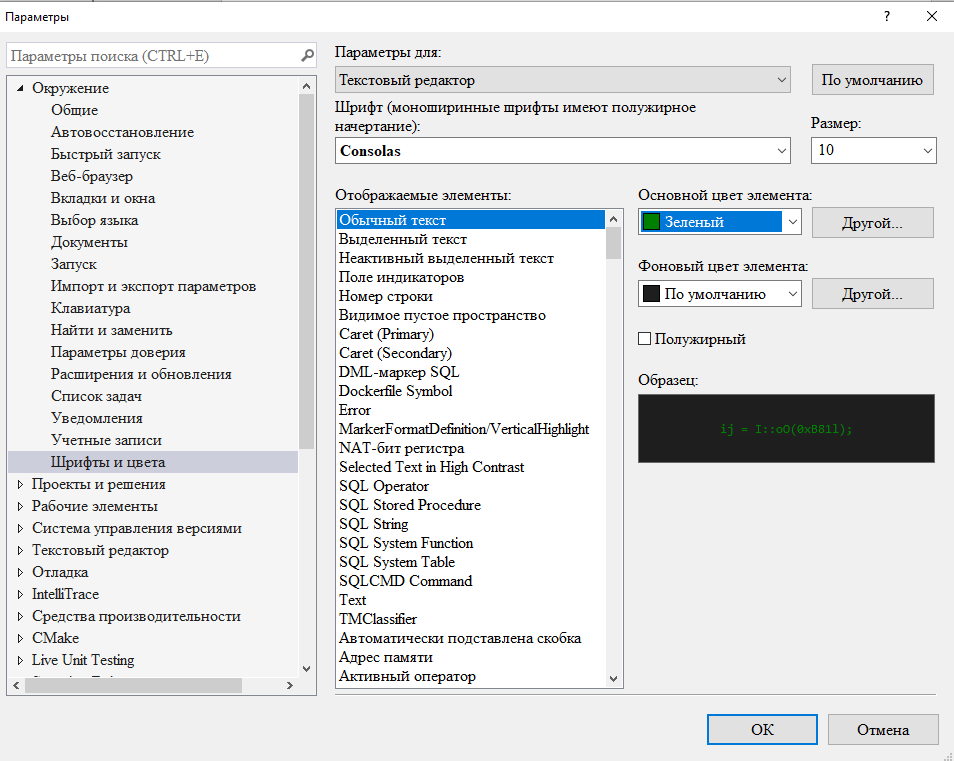 Параметры
?
Параметры поиска (CTRL+E)
Окружение
Общие
Автовосстановление
Быстрый запуск
Веб-браузер
Вкладки и окна
Выбор языка
Документы
Запуск
Импорт и экспорт параметров
Клавиатура
Найти и заменить
Параметры доверия
Расширения и обновления
Список задач
Уведомления
Учетные записи
Шрифты и цвета
Проекты и решения
Рабочие элементы
Система управления версиями
Текстовый редактор
Отладка
IntelliTrace
Средства производительности
CMake
Live Unit Testing
Параметры для:
Текстовый редактор
По умолчанию
Шрифт (моноширинные шрифты имеют полужирное
начертание):
Consolas
Размер:
10
Отображаемые элементы:
Обычный текст
Выделенный текст
Неактивный выделенный текст
Поле индикаторов
Номер строки
Видимое пустое пространство
Caret (Primary)
Caret (Secondary)
DML-маркер SQL
Dockerfile Symbol
Error
MarkerFormatDefinition/VerticalHighlight
NAT-бит регистра
Selected Text in High Contrast
SQL Operator
SQL Stored Procedure
SQL String
SQL System Function
SQL System Table
SQLCMD Command
Text
TMClassifier
Автоматически подставлена скобка
Адрес памяти
Активный оператор
Основной цвет элемента:
Зеленый
Другой...
Фоновый цвет элемента:
По умолчанию
Другой...
Полужирный
Образец:
ij = I::oO(0xB81l);
ОК
Отмена